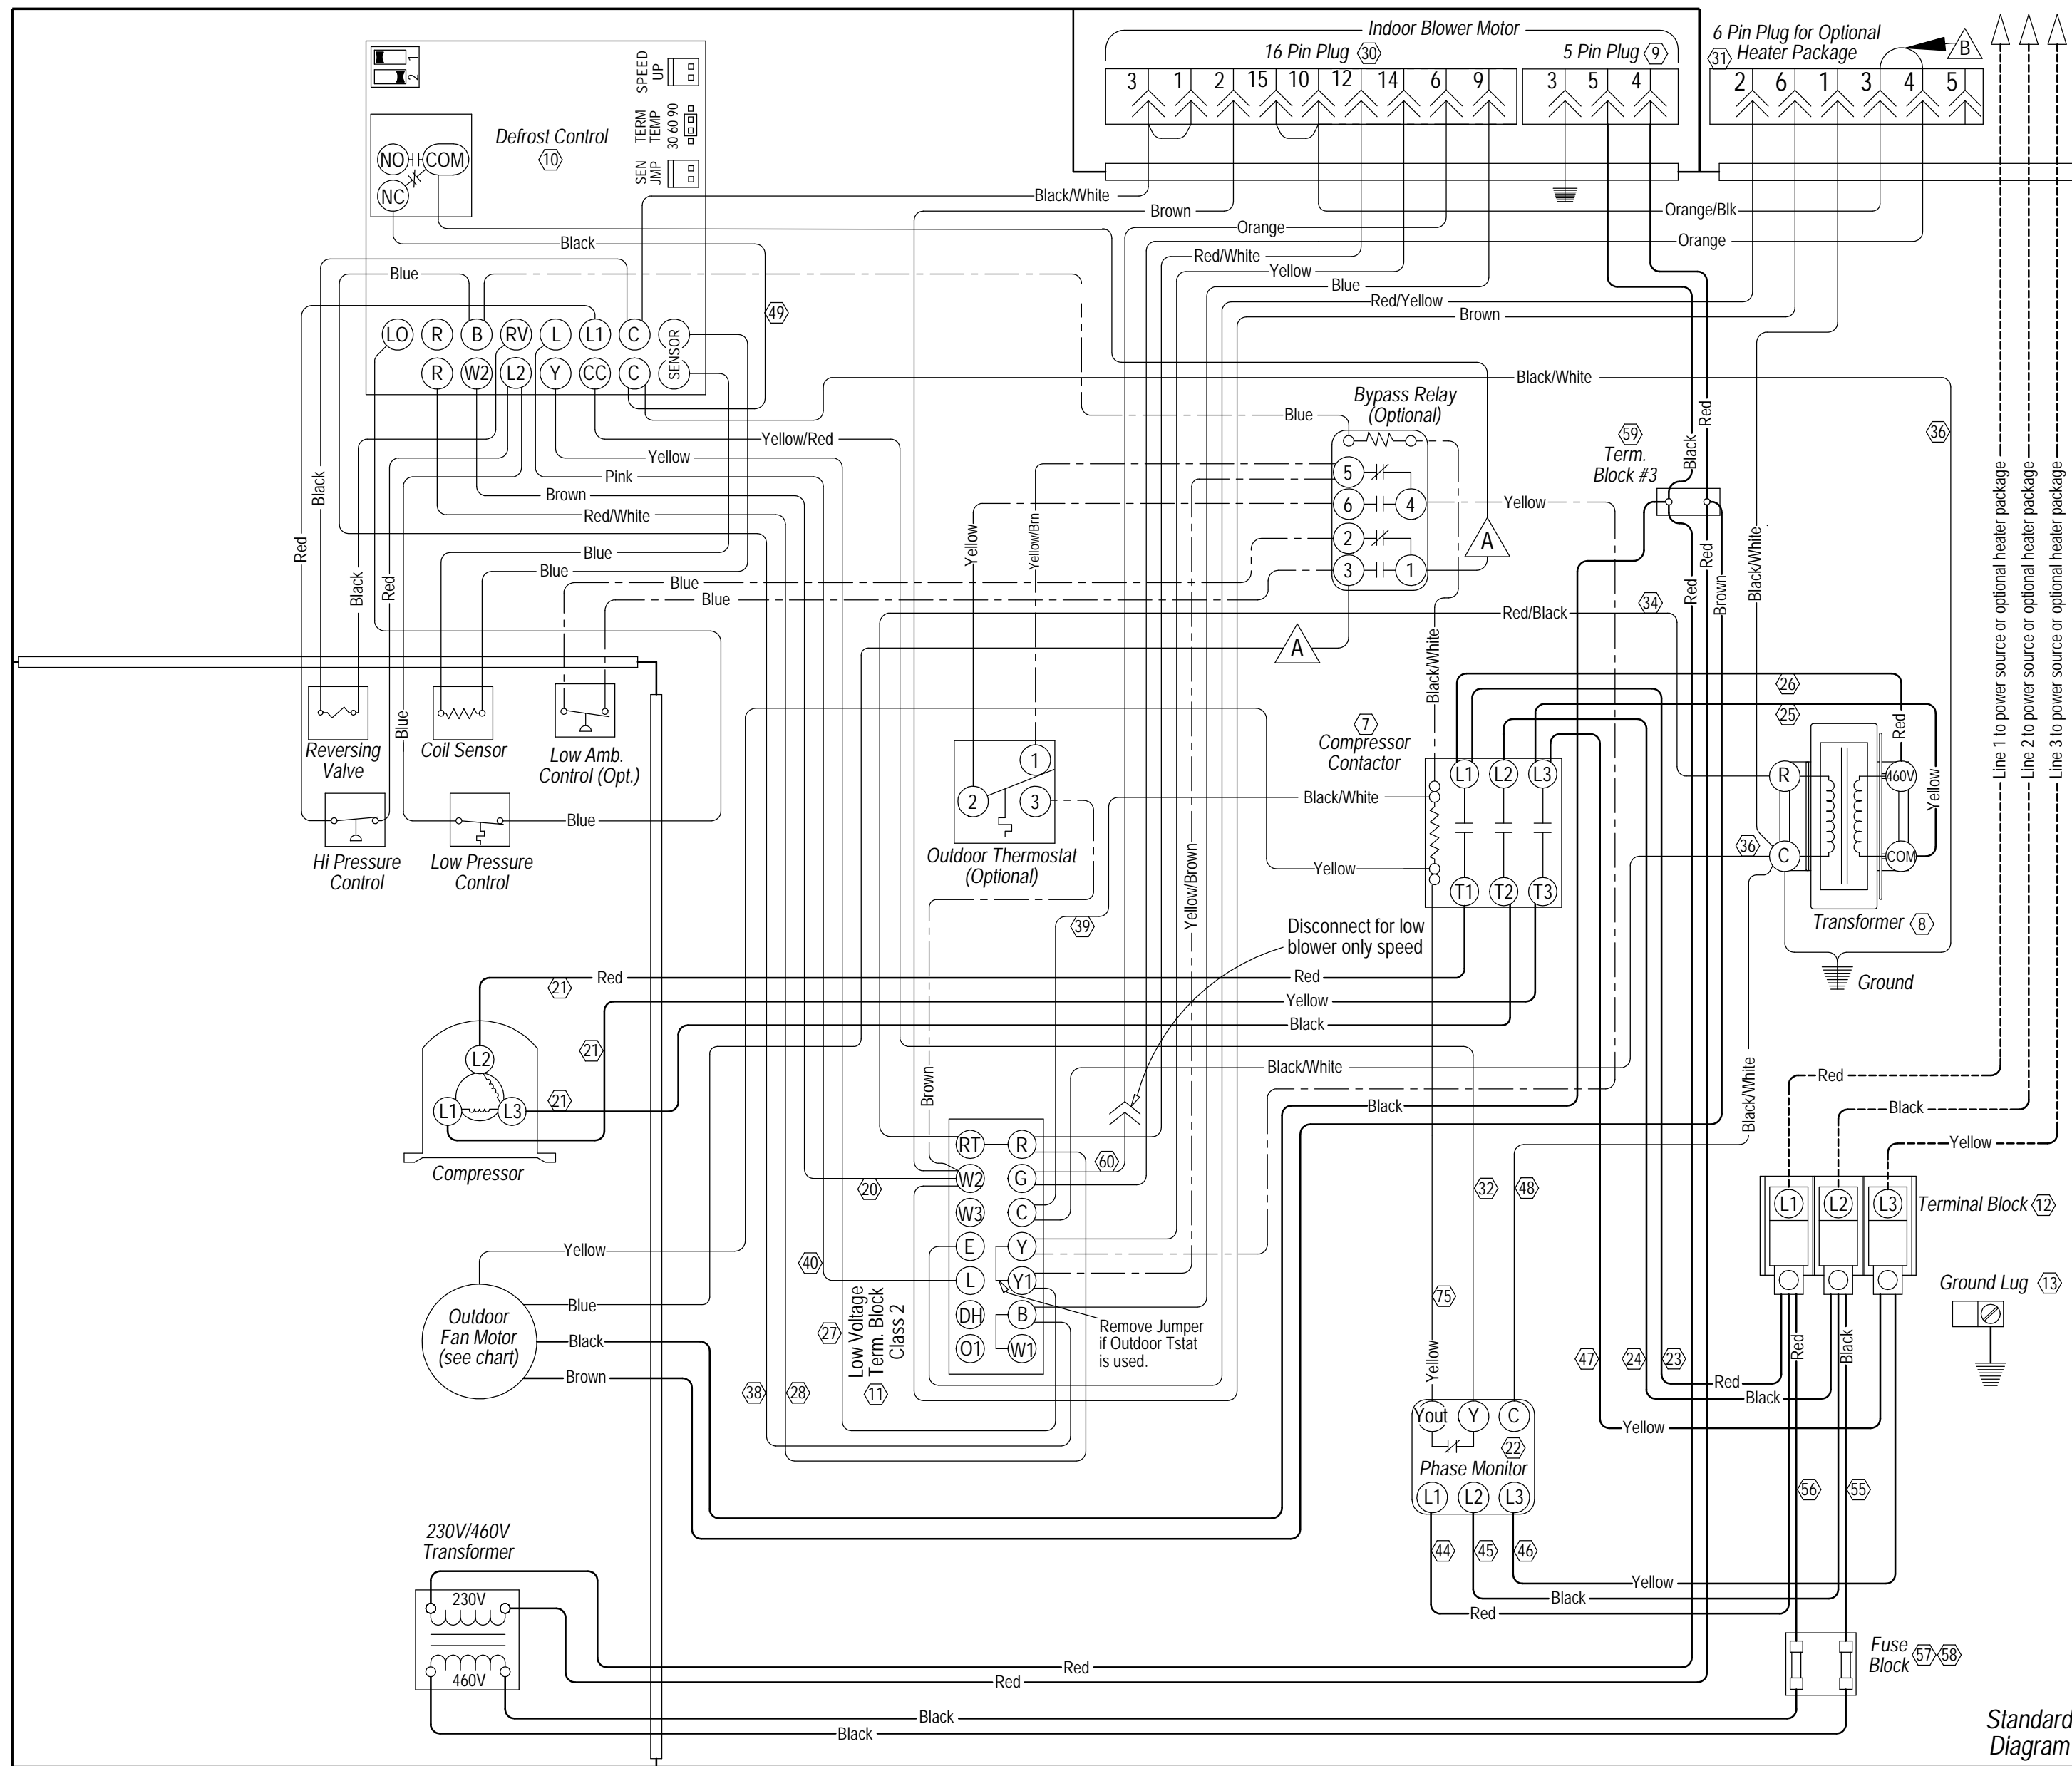 Indoor Blower Motor
16 Pin Plug 30
5 Pin Plug 9
6 Pin Plug for Optional
31 Heater Package
B
3 1 2 15 10 12 14 6 9
3 5 4
2 6 1 3 4 5
1
2
SPEED
UP
TERM
TEMP
30 60 90
SEN
JMP
Defrost Control
10
NO COM
NC
Black/White
Brown
Orange/Blk
Orange
Orange
Black
Red/White
Yellow
Blue
Blue
Red/Yellow
Brown
49
LO R B RV L L1 C SENSOR
R W2 L2 Y CC C SENSOR
Black/White
Bypass Relay
(Optional)
Blue
Yellow/Red
Yellow
Pink
Brown
Red/White
Blue
Blue
Blue
Blue
Black
Red
Black
Red
Blue
Yellow
Yellow/Brn
5
6 4
2
3 1
Yellow
A
A
59
Term.
Block #3
Black
Red
Red
Red
Brown
Black/White
36
Line 1 to power source or optional heater package
Line 2 to power source or optional heater package
Line 3 to power source or optional heater package
Red/Black
34
Black/White
26
25
Reversing
Valve
Coil Sensor
Low Amb.
Control (Opt.)
Hi Pressure
Control
Low Pressure
Control
Blue
1
2 3
Outdoor Thermostat
(Optional)
7
Compressor
Contactor
L1 L2 L3
T1 T2 T3
Black/White
Yellow
39
Yellow/Brown
R 460V
C COM
36
Red
Yellow
Transformer 8
Ground
Disconnect for low
blower only speed
Red
Red
21
Yellow
Black
21
21
L2
L1 L3
Compressor
Black/White
Black
Brown
Black/White
Red
Black
Yellow
RT R
W2 G
W3 C
E Y
L Y1
DH B
O1 W1
60
20
40
27
38
28
Low Voltage
Term. Block
Class 2
11
Remove Jumper
if Outdoor Tstat
is used.
32
48
75
Yellow
L1 L2 L3
Terminal Block 12
Ground Lug 13
47
24
23
Red
Black
Red
Black
Yellow
Yellow
Blue
Black
Brown
Outdoor
Fan Motor
(see chart)
Yout Y C
22
Phase Monitor
L1 L2 L3
44
45
46
56
55
Yellow
Black
Red
230V/460V
Transformer
230V
460V
Red
Red
Black
Black
Fuse
Block 57 58
Standard
Diagram